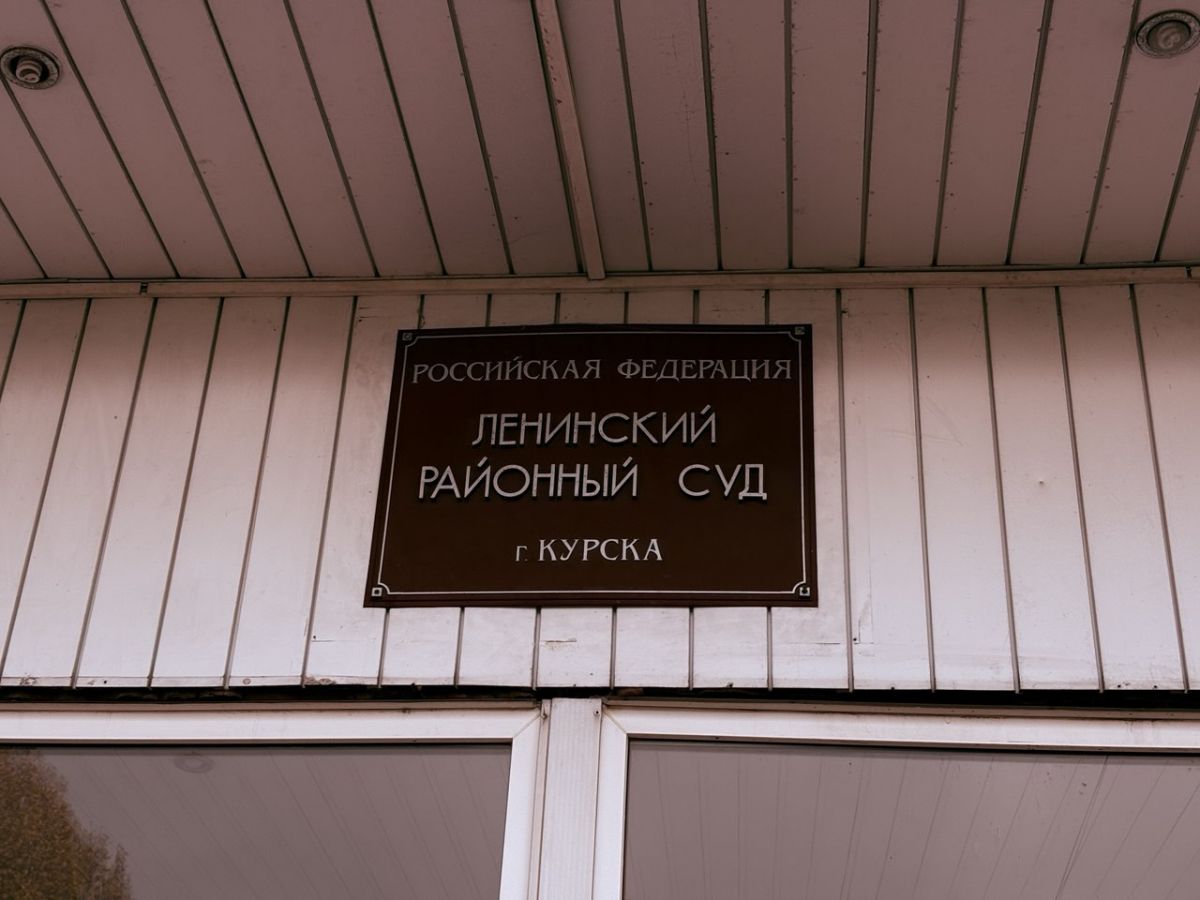 РОССИЙСКАЯ ФЕДЕРАЦИЯ
ЛЕНИНСКИЙ
РАЙОННЫЙ СУД
г. КУРСКА